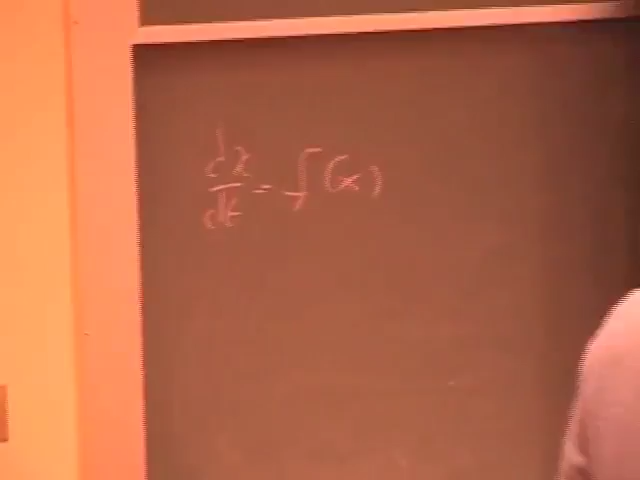 dx/dt = f(x)